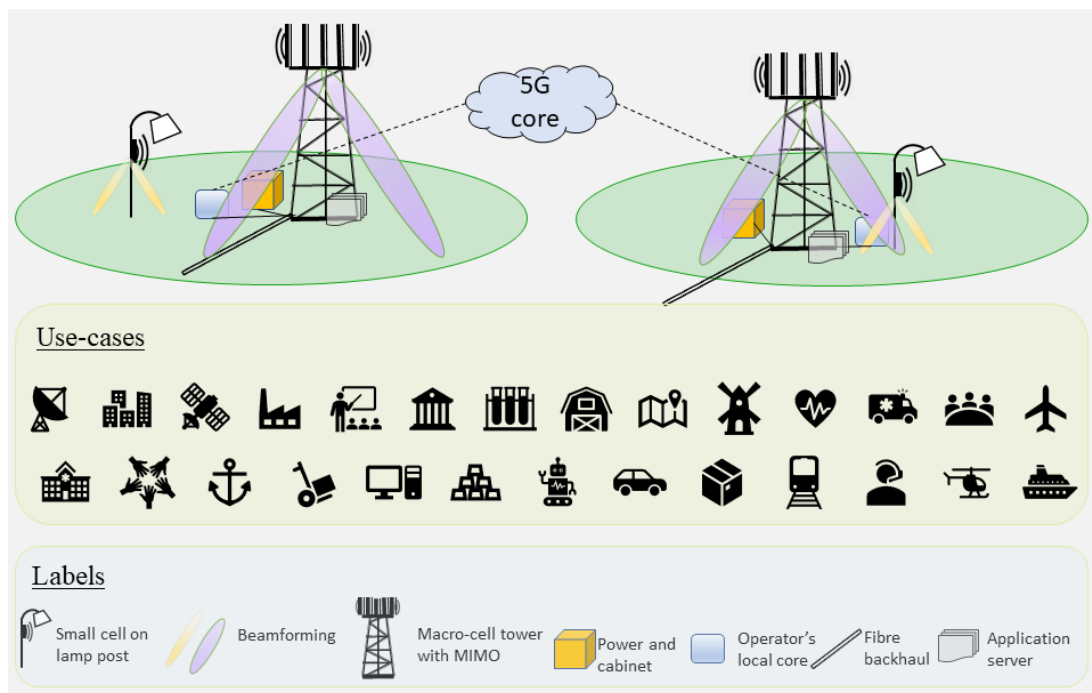 5G
core
Use-cases
Labels
Small cell on
lamp post
Beamforming
Macro-cell tower
with MIMO
Power and
cabinet
Operator's
local core
Fibre
backhaul
Application
server